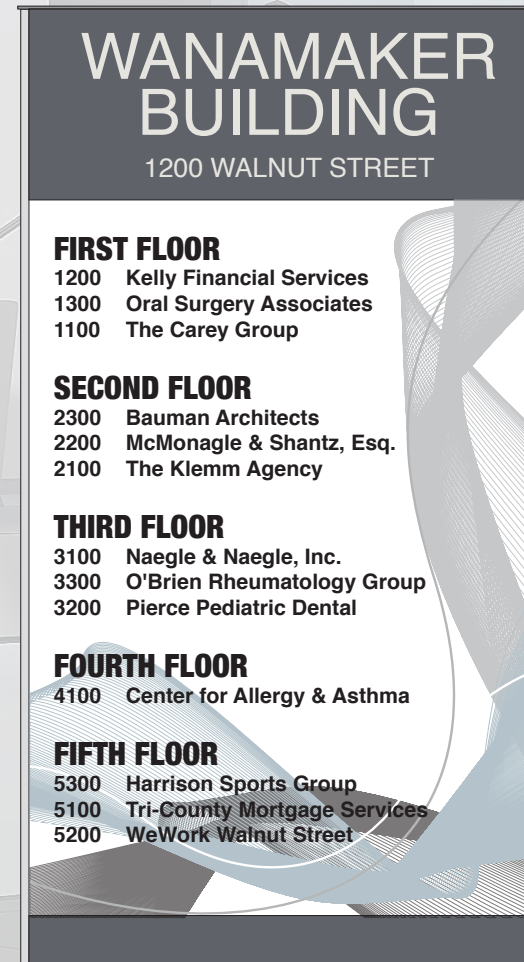 WANAMAKER
BUILDING
1200 WALNUT STREET
FIRST FLOOR
1200 Kelly Financial Services
1300 Oral Surgery Associates
1100 The Carey Group
SECOND FLOOR
2300 Bauman Architects
2200 McMonagle & Shantz, Esq.
2100 The Klemm Agency
THIRD FLOOR
3100 Naegle & Naegle, Inc.
3300 O'Brien Rheumatology Group
3200 Pierce Pediatric Dental
FOURTH FLOOR
4100 Center for Allergy & Asthma
FIFTH FLOOR
5300 Harrison Sports Group
5100 Tri-County Mortgage Services
5200 WeWork Walnut Street